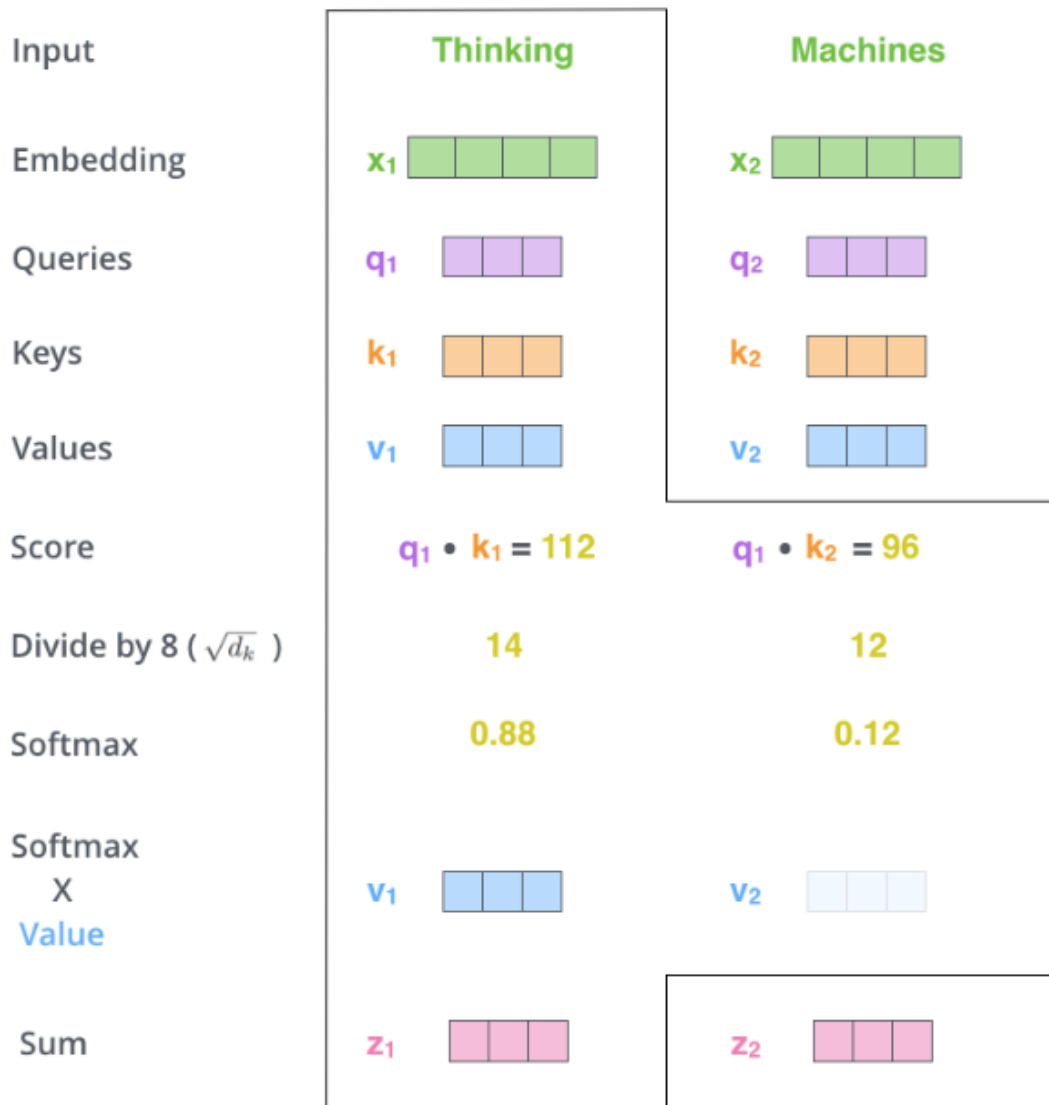 Input Thinking Machines
Embedding x₁ x₂
Queries q₁ q₂
Keys k₁ k₂
Values v₁ v₂
Score q₁ • k₁ = 112 q₁ • k₂ = 96
Divide by 8 ( √dₖ ) 14 12
Softmax 0.88 0.12
Softmax
X
Value v₁ v₂
Sum z₁ z₂